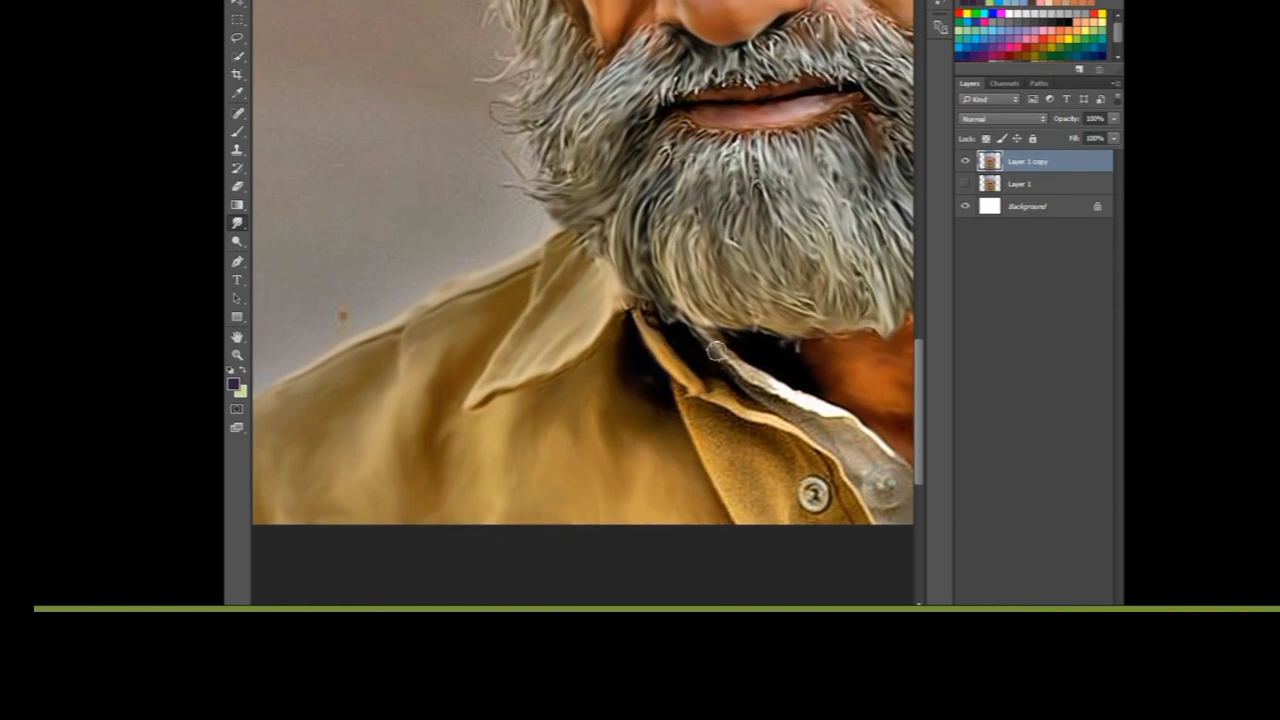 Layers Channels Paths
Kind
Normal Opacity: 100%
Lock: Fill: 100%
Layer 1 copy
Layer 1
Background